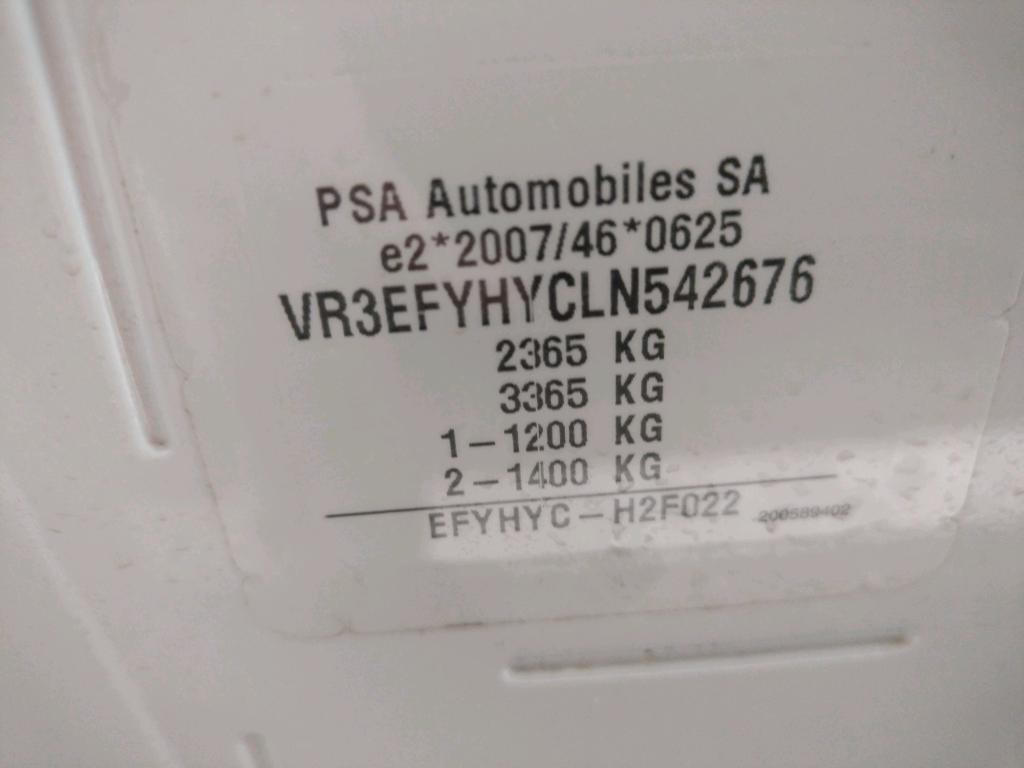 PSA Automobiles SA
e2*2007/46*0625
VR3EFYHYCLN542676
2365 KG
3365 KG
1-1200 KG
2-1400 KG
EFYHYC-H2F022 200589402